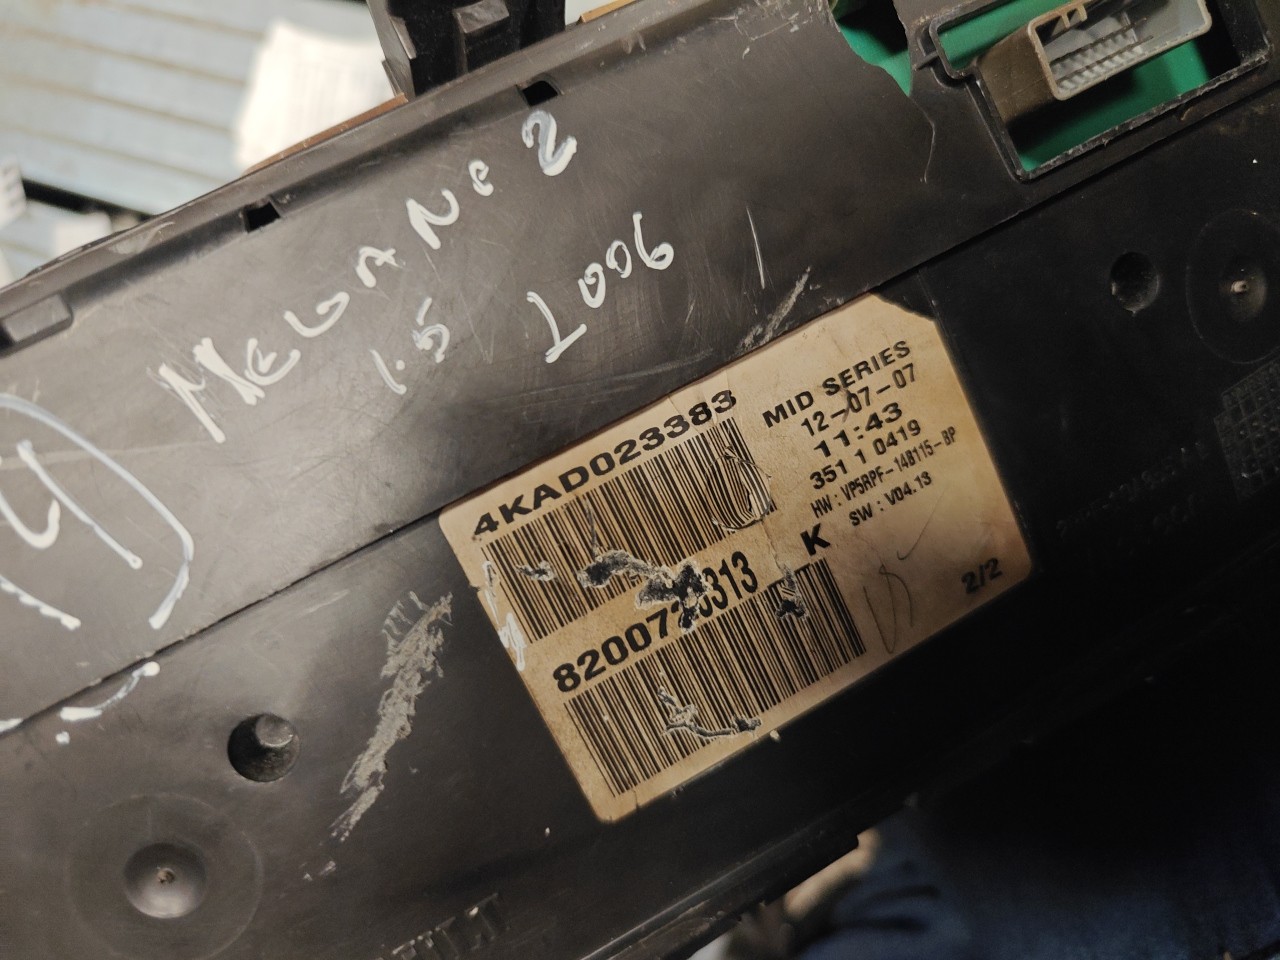 MEGANE 2
1.5 2006
4KAD023383
MID SERIES
12-07-07
11:43
351 1 0419
HW : VP5RPF-14B115-BP
SW : V04.13
K
2/2